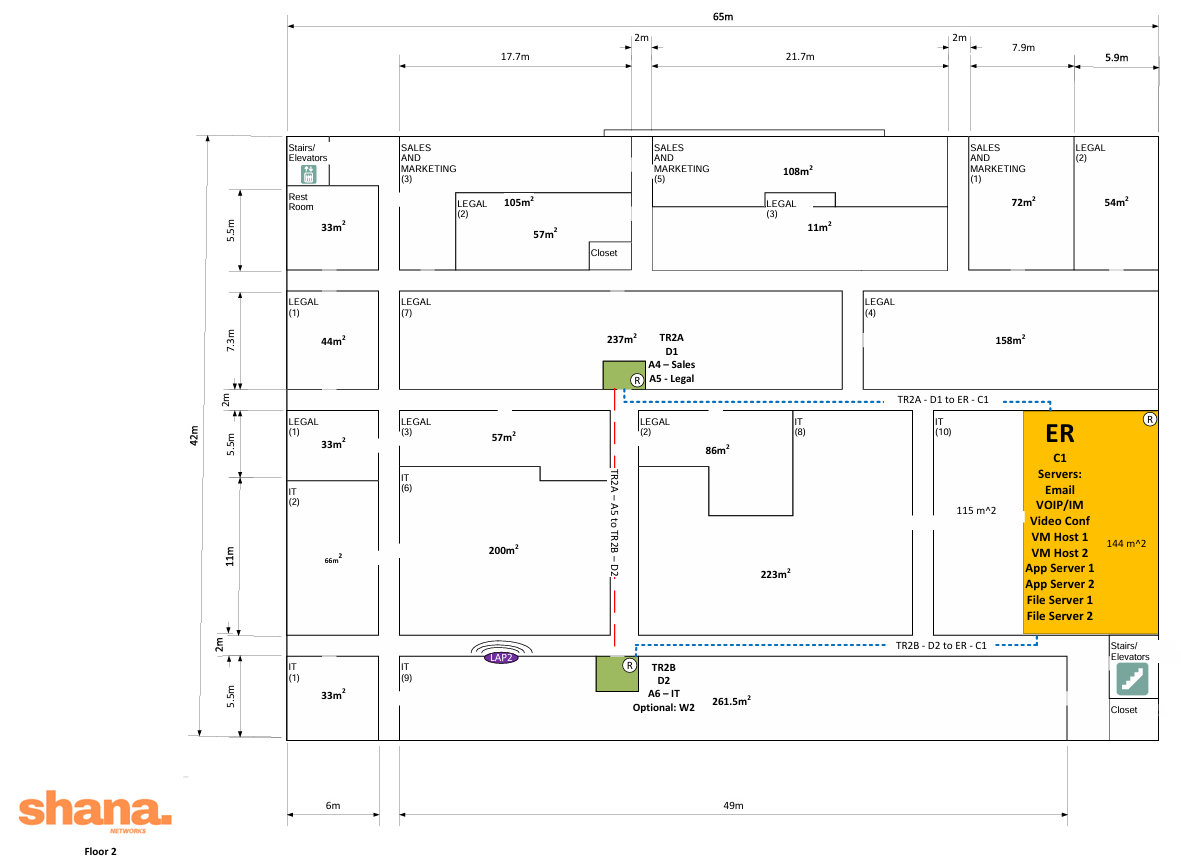 65m
2m
2m
17.7m
21.7m
7.9m
5.9m
Stairs/
Elevators
SALES
AND
MARKETING
(3)
SALES
AND
MARKETING
(5)
108m2
SALES
AND
MARKETING
(1)
LEGAL
(2)
Rest
Room
33m2
5.5m
LEGAL
(2)
105m2
57m2
Closet
LEGAL
(3)
11m2
72m2
54m2
LEGAL
(1)
44m2
7.3m
LEGAL
(7)
237m2
TR2A
D1
A4 – Sales
A5 - Legal
R
LEGAL
(4)
158m2
2m
TR2A - D1 to ER - C1
42m
5.5m
LEGAL
(1)
33m2
LEGAL
(3)
57m2
LEGAL
(2)
86m2
IT
(8)
IT
(10)
R
ER
C1
Servers:
Email
VOIP/IM
Video Conf
VM Host 1
VM Host 2
App Server 1
App Server 2
File Server 1
File Server 2
115 m^2
144 m^2
11m
IT
(2)
66m2
IT
(6)
200m2
TR2A – A5 to TR2B – D2
223m2
2m
TR2B - D2 to ER - C1
Stairs/
Elevators
Closet
5.5m
IT
(1)
33m2
IT
(9)
LAP2
R
TR2B
D2
A6 – IT
Optional: W2
261.5m2
6m
49m
shana.
NETWORKS
Floor 2